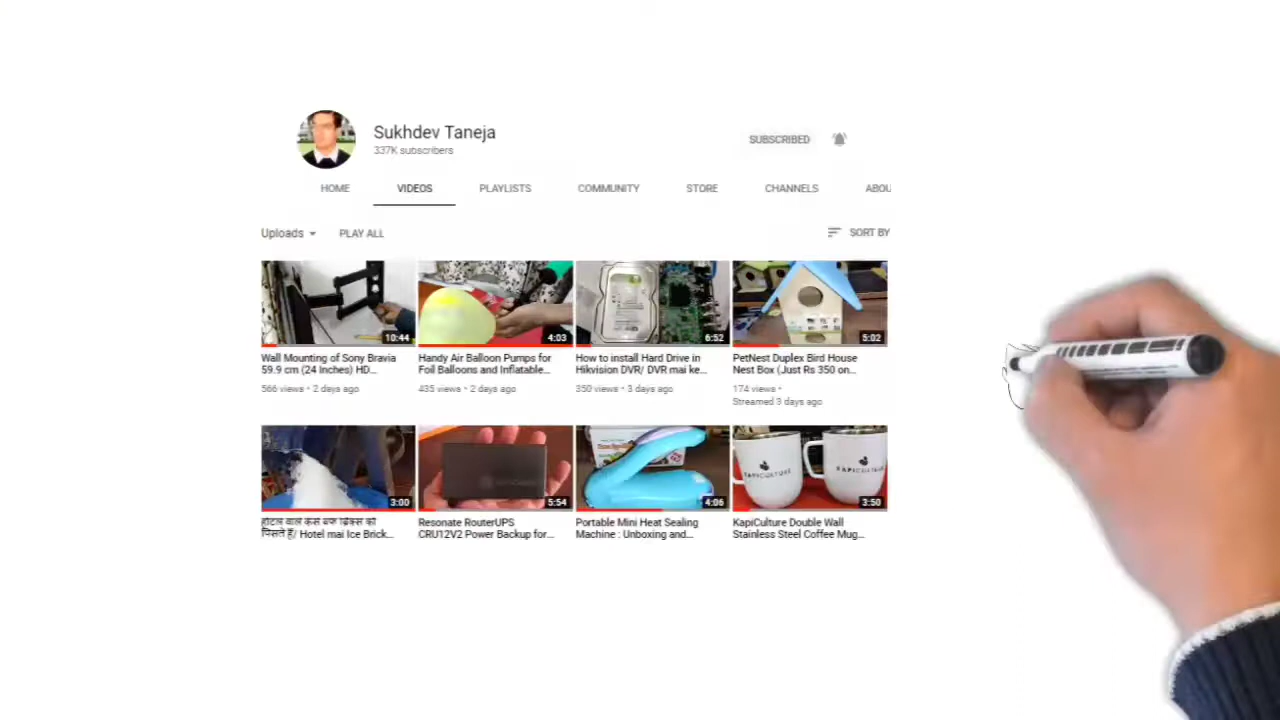 Sukhdev Taneja
337K subscribers
SUBSCRIBED
HOME VIDEOS PLAYLISTS COMMUNITY STORE CHANNELS ABOU
Uploads PLAY ALL SORT BY
10:44 4:03 6:52 5:02
Wall Mounting of Sony Bravia
59.9 cm (24 Inches) HD...
566 views • 2 days ago
Handy Air Balloon Pumps for
Foil Balloons and Inflatable...
435 views • 2 days ago
How to install Hard Drive in
Hikvision DVR/ DVR mai ke...
350 views • 3 days ago
PetNest Duplex Bird House
Nest Box (Just Rs 350 on...
174 views •
Streamed 3 days ago
3:00 5:54 4:06 3:50
KAPICULTURE KAPICULTURE
होटल वाले कैसे बर्फ ब्रिक्स को
पिसते हैं/ Hotel mai Ice Brick...
Resonate RouterUPS
CRU12V2 Power Backup for...
Portable Mini Heat Sealing
Machine : Unboxing and...
KapiCulture Double Wall
Stainless Steel Coffee Mug...